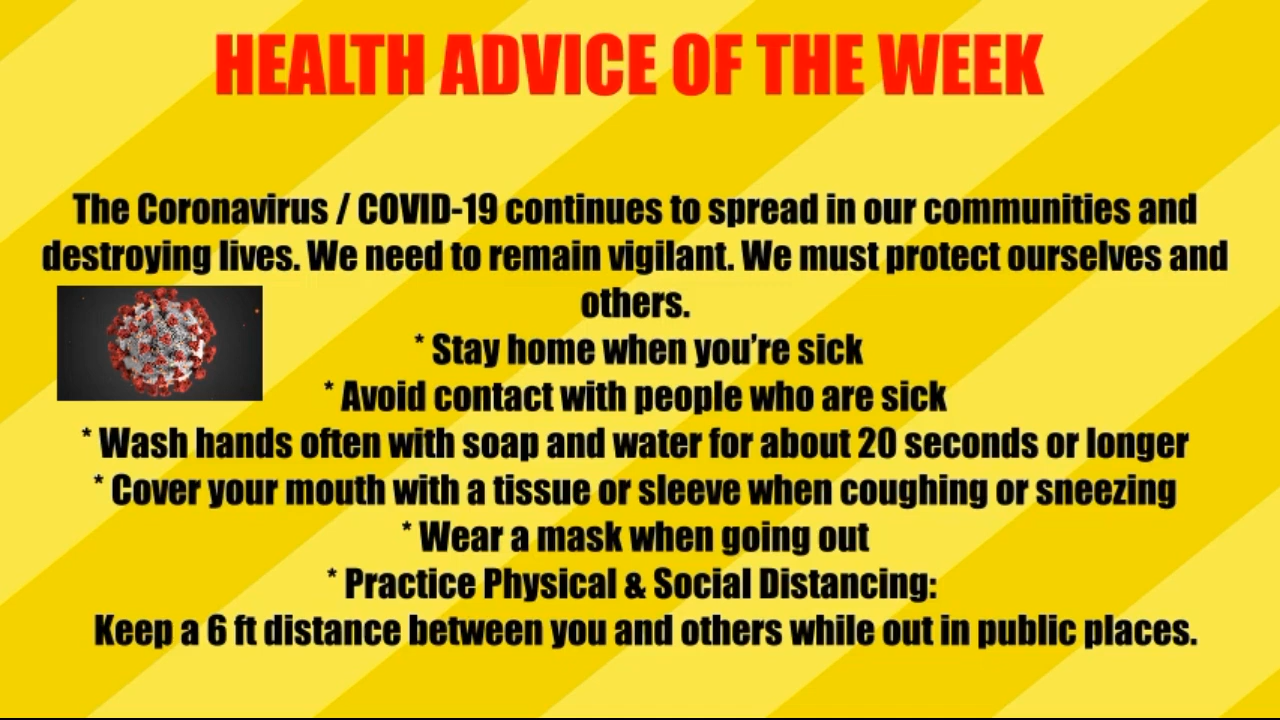 HEALTH ADVICE OF THE WEEK
The Coronavirus / COVID-19 continues to spread in our communities and
destroying lives. We need to remain vigilant. We must protect ourselves and
others.
* Stay home when you’re sick
* Avoid contact with people who are sick
* Wash hands often with soap and water for about 20 seconds or longer
* Cover your mouth with a tissue or sleeve when coughing or sneezing
* Wear a mask when going out
* Practice Physical & Social Distancing:
Keep a 6 ft distance between you and others while out in public places.